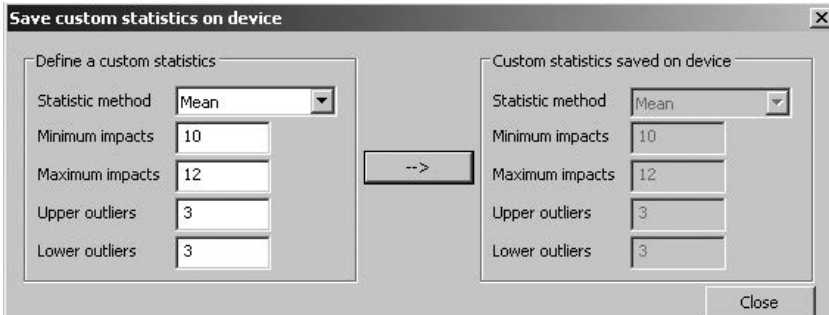 Save custom statistics on device
Define a custom statistics
Statistic method Mean
Minimum impacts 10
Maximum impacts 12
Upper outliers 3
Lower outliers 3
-->
Custom statistics saved on device
Statistic method Mean
Minimum impacts 10
Maximum impacts 12
Upper outliers 3
Lower outliers 3
Close